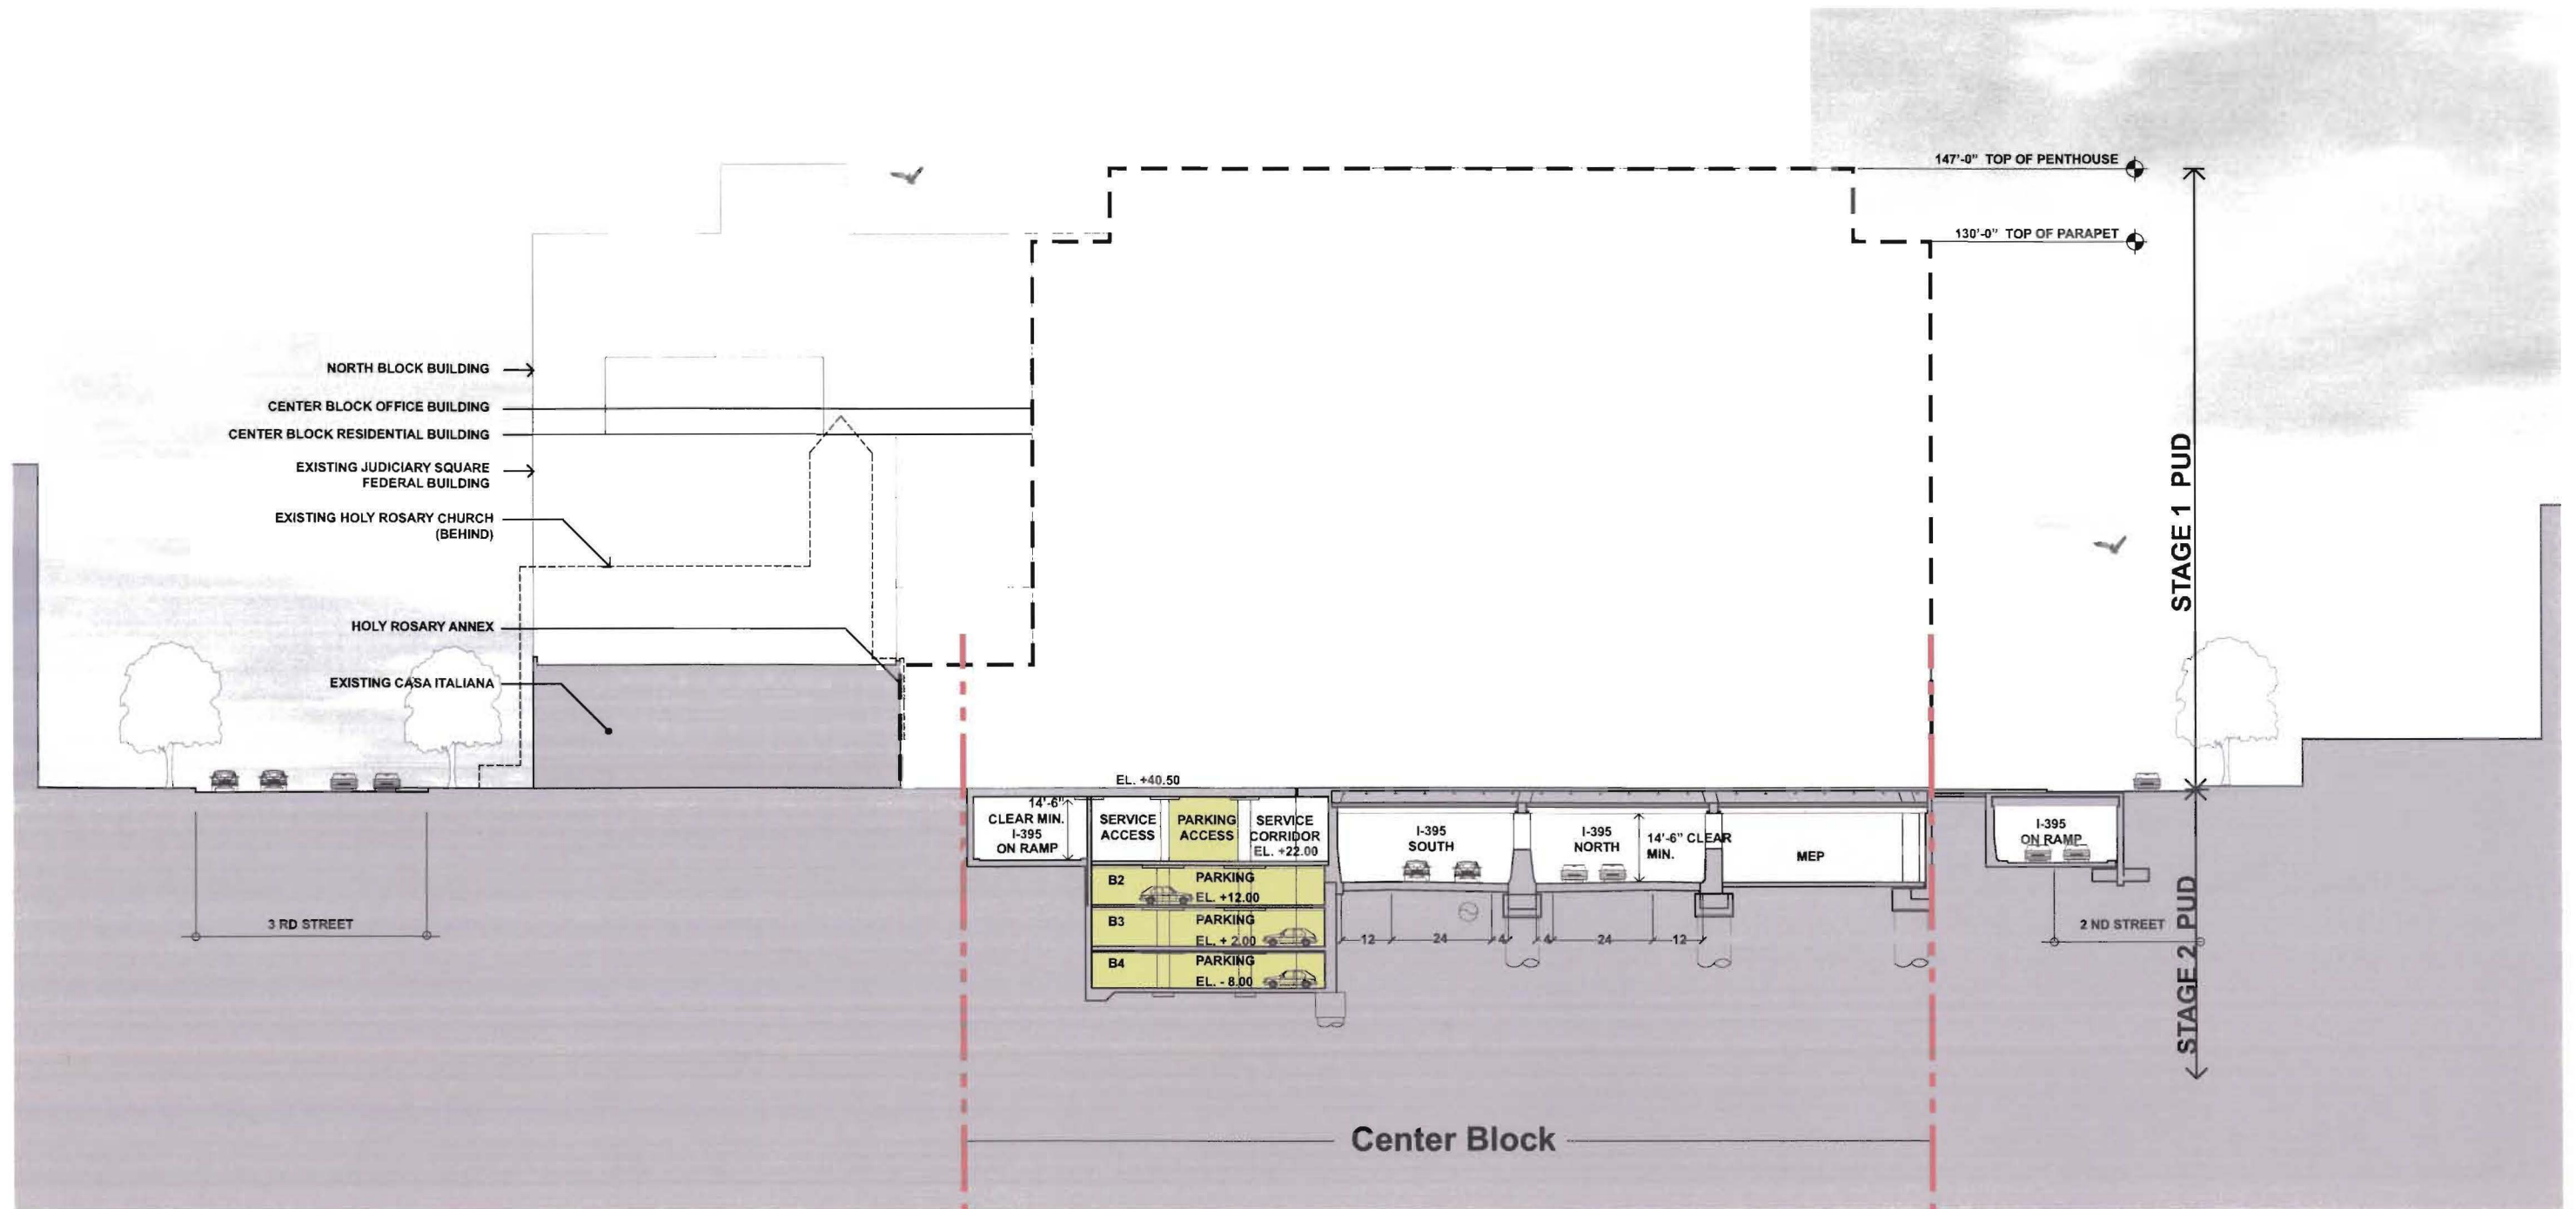 147'-0" TOP OF PENTHOUSE
130'-0" TOP OF PARAPET
NORTH BLOCK BUILDING
CENTER BLOCK OFFICE BUILDING
CENTER BLOCK RESIDENTIAL BUILDING
EXISTING JUDICIARY SQUARE
FEDERAL BUILDING
EXISTING HOLY ROSARY CHURCH
(BEHIND)
HOLY ROSARY ANNEX
EXISTING CASA ITALIANA
STAGE 1 PUD
EL. +40.50
14'-6"
CLEAR MIN.
I-395
ON RAMP
SERVICE
ACCESS
PARKING
ACCESS
SERVICE
CORRIDOR
EL. +22.00
I-395
SOUTH
I-395
NORTH
14'-6" CLEAR
MIN.
MEP
I-395
ON RAMP
B2
PARKING
EL. +12.00
B3
PARKING
EL. + 2.00
B4
PARKING
EL. - 8.00
12
24
4
4
24
12
3 RD STREET
2 ND STREET
STAGE 2 PUD
Center Block